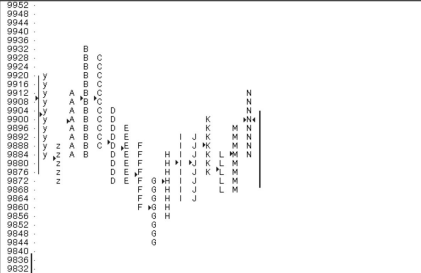 9952
9948
9944
9940
9936
9932 B
9928 B C
9924 B C
9920 y B C
9916 y B C
9912 y A B C N
9908 y A B C N
9904 y A B C D N
9900 y A B C D K N
9896 y A B C D E K M N
9892 y A B C D E I J K M N
9888 y z A B C D E F I J K M N
9884 y z A B D E F H I J K L M N
9880 z D E F H I J K L M
9876 z D E F H I J K L M
9872 z D E F G H I J L M
9868 F G H I J L M
9864 F G H I J
9860 F G H
9856 G H
9852 G
9848 G
9844 G
9840
9836
9832